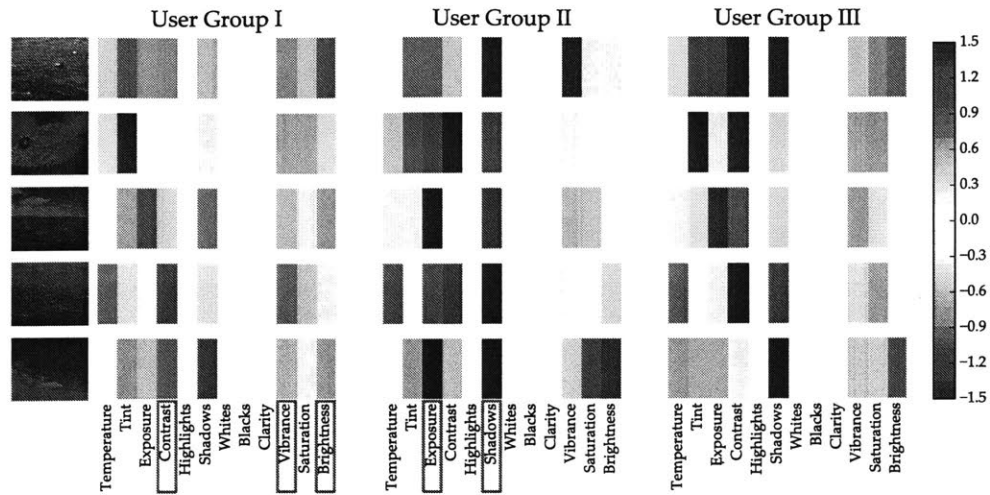 User Group I
User Group II
User Group III
1.5
1.2
0.9
0.6
0.3
0.0
−0.3
−0.6
−0.9
−1.2
−1.5
Temperature
Tint
Exposure
Contrast
Highlights
Shadows
Whites
Blacks
Clarity
Vibrance
Saturation
Brightness
Temperature
Tint
Exposure
Contrast
Highlights
Shadows
Whites
Blacks
Clarity
Vibrance
Saturation
Brightness
Temperature
Tint
Exposure
Contrast
Highlights
Shadows
Whites
Blacks
Clarity
Vibrance
Saturation
Brightness